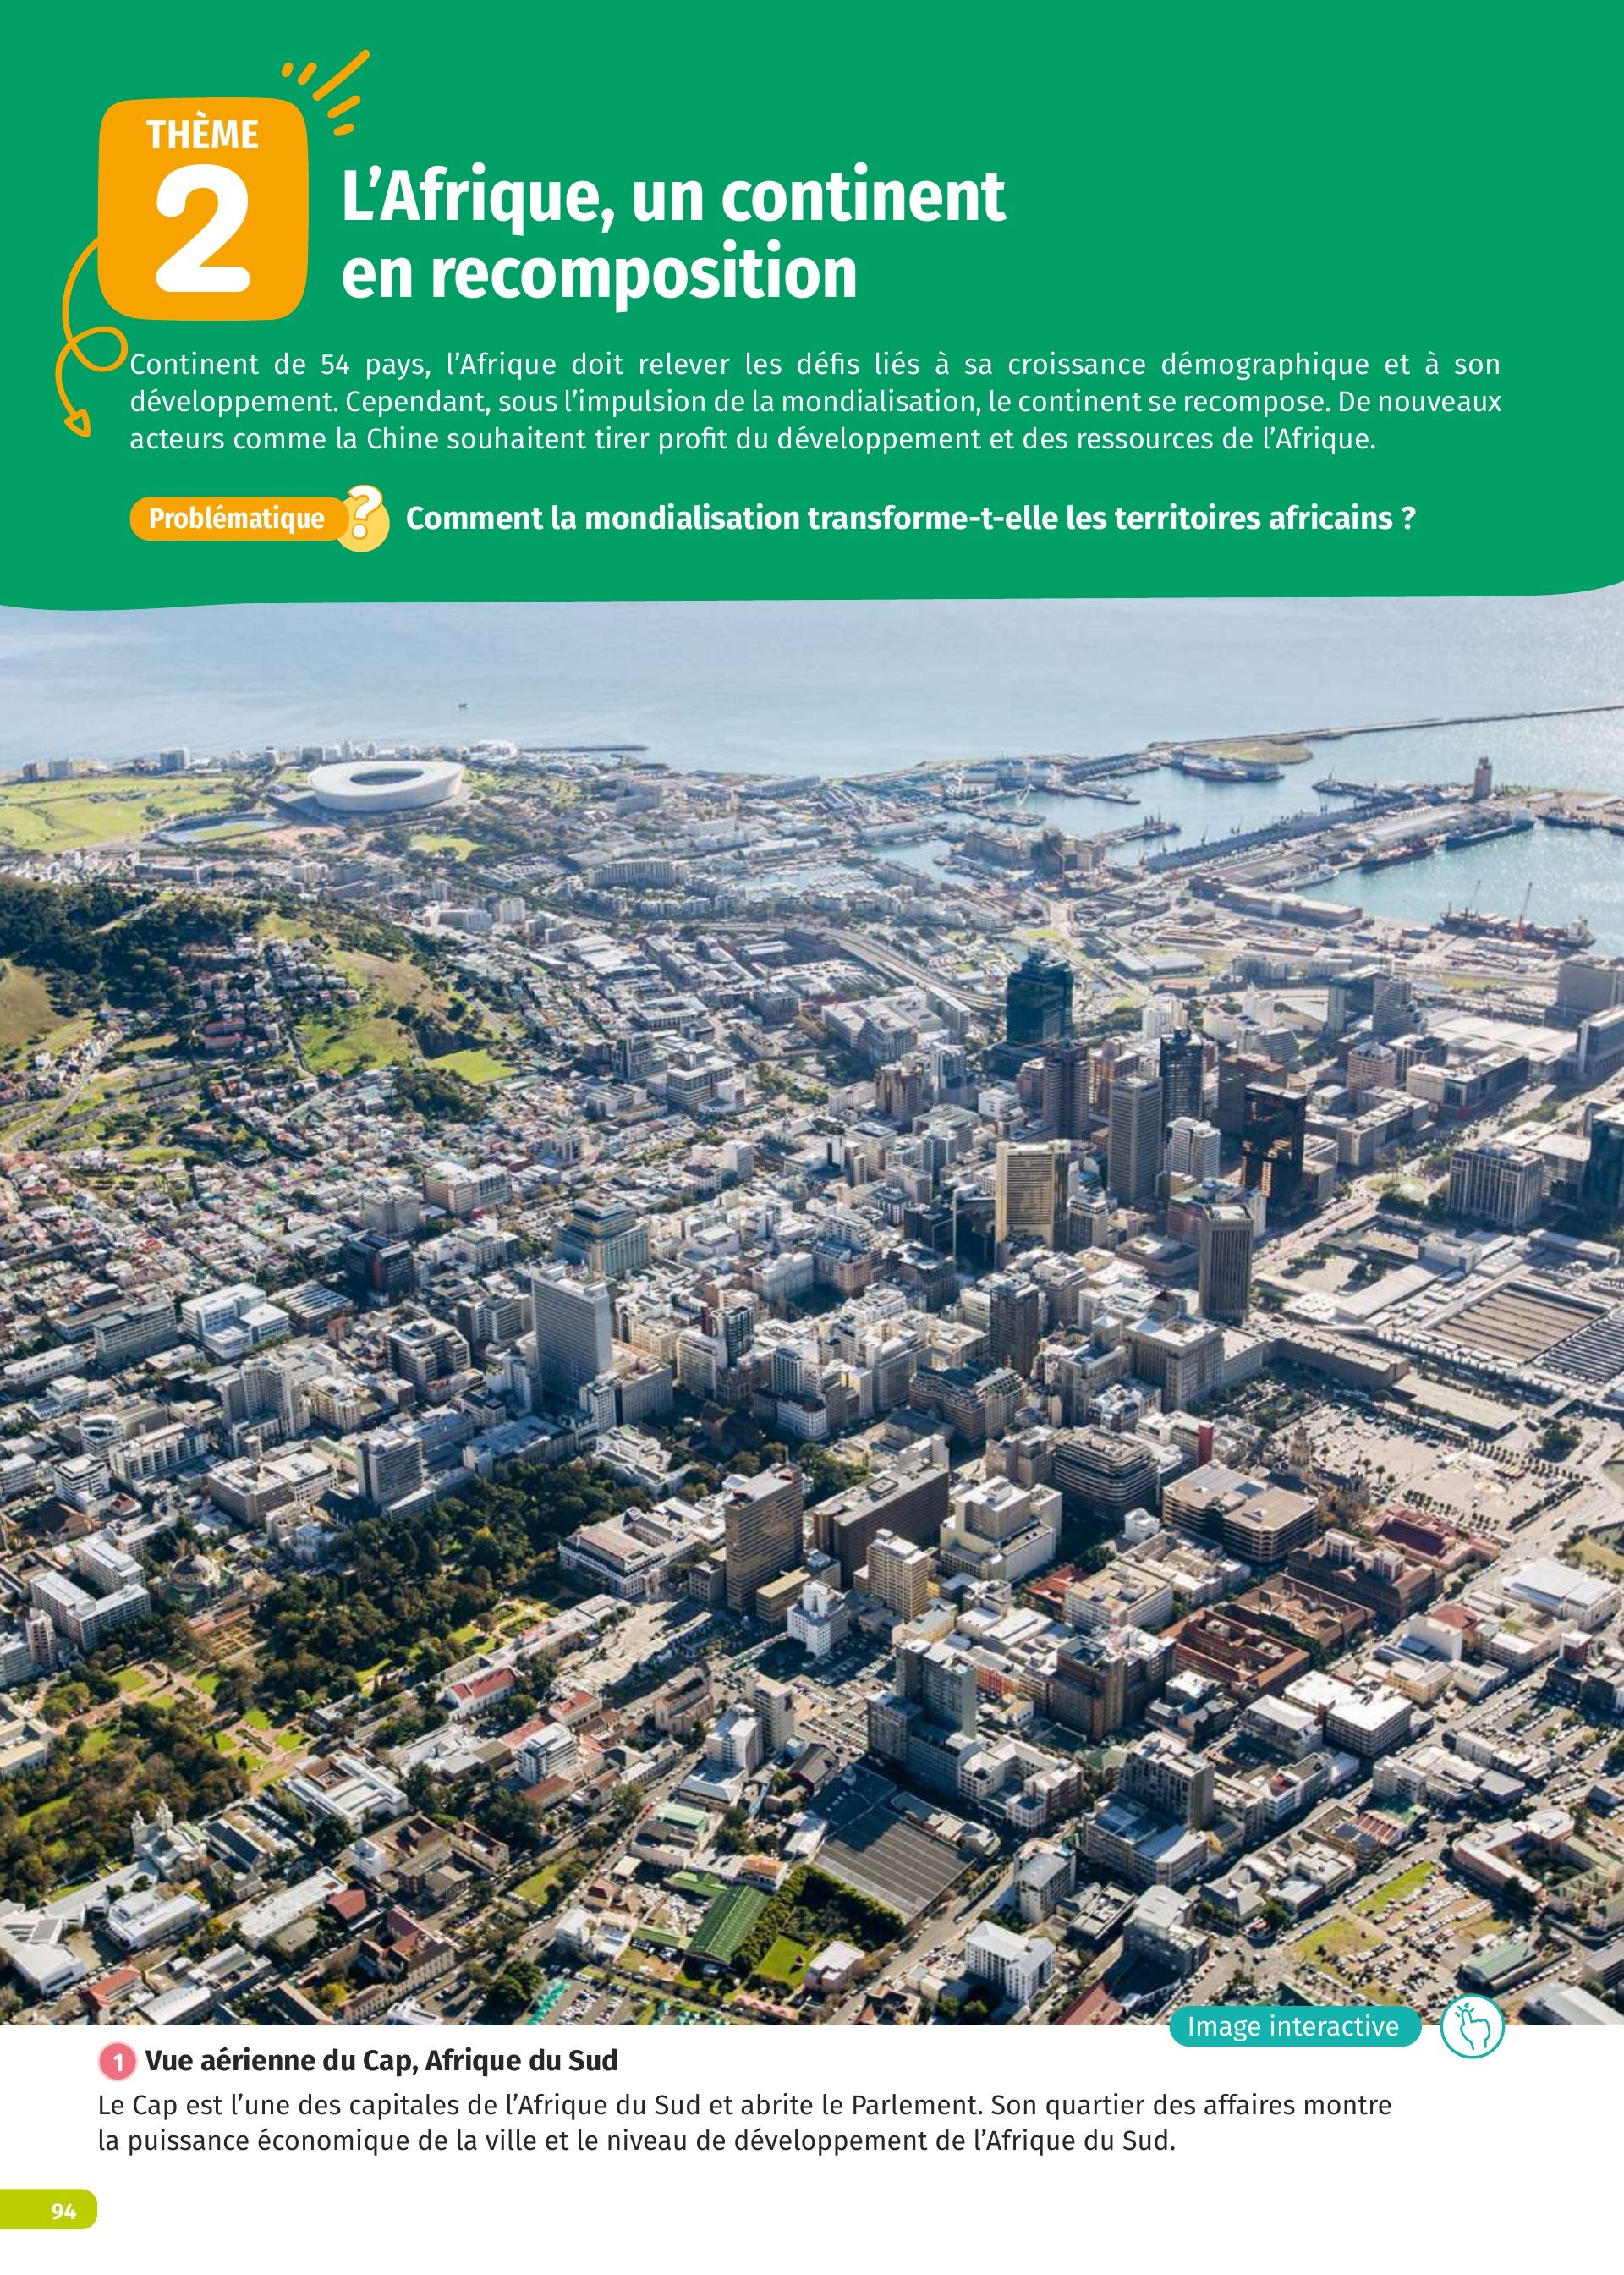 THÈME
2
L'Afrique, un continent
en recomposition
Continent de 54 pays, l'Afrique doit relever les défis liés à sa croissance démographique et à son
développement. Cependant, sous l'impulsion de la mondialisation, le continent se recompose. De nouveaux
acteurs comme la Chine souhaitent tirer profit du développement et des ressources de l'Afrique.
Problématique ? Comment la mondialisation transforme-t-elle les territoires africains ?
Image interactive
1 Vue aérienne du Cap, Afrique du Sud
Le Cap est l'une des capitales de l'Afrique du Sud et abrite le Parlement. Son quartier des affaires montre
la puissance économique de la ville et le niveau de développement de l'Afrique du Sud.
94